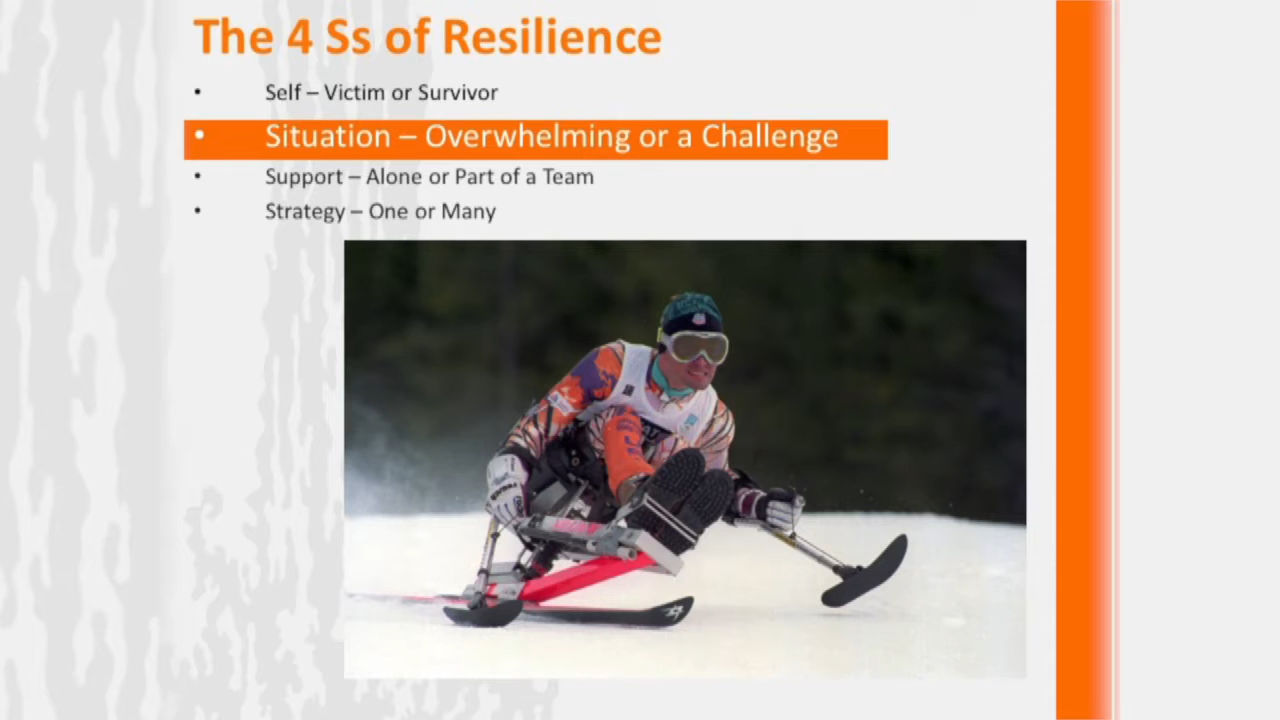 The 4 Ss of Resilience
• Self – Victim or Survivor
• Situation – Overwhelming or a Challenge
• Support – Alone or Part of a Team
• Strategy – One or Many